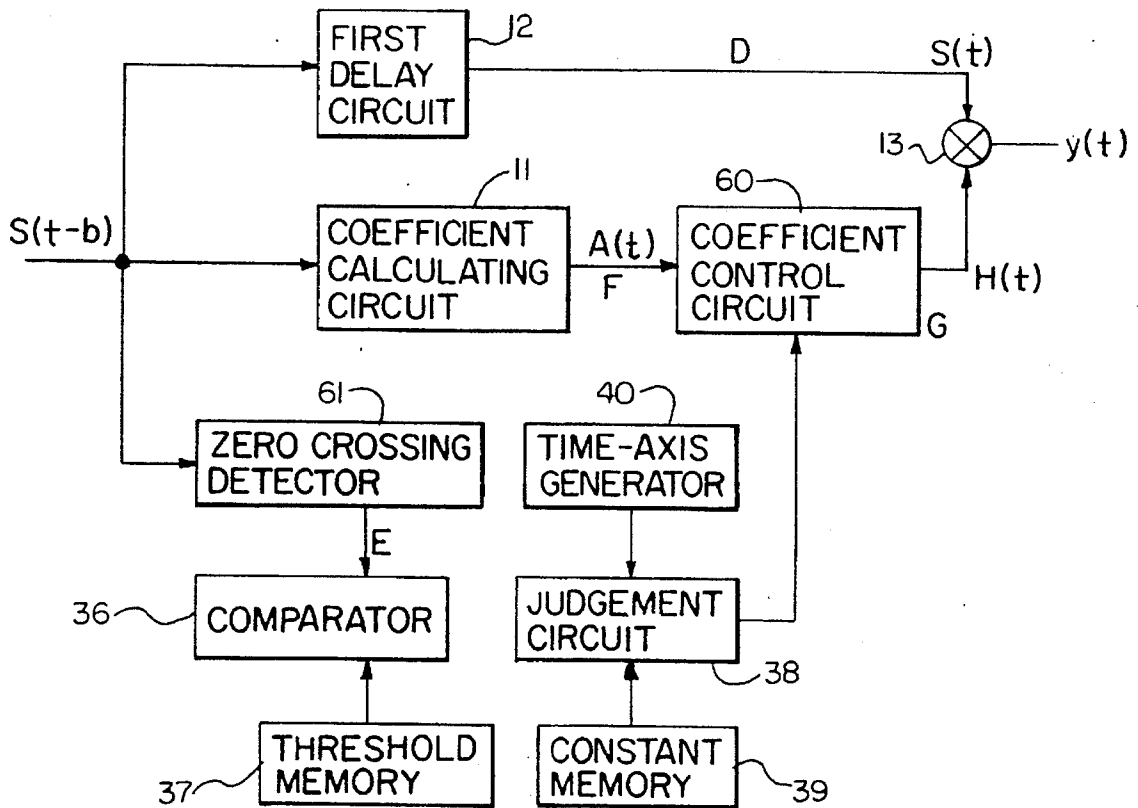 12
FIRST
DELAY
CIRCUIT
D
S(t)
13
y(t)
S(t-b)
11
COEFFICIENT
CALCULATING
CIRCUIT
A(t)
F
60
COEFFICIENT
CONTROL
CIRCUIT
H(t)
G
61
ZERO CROSSING
DETECTOR
40
TIME-AXIS
GENERATOR
E
36
COMPARATOR
JUDGEMENT
CIRCUIT
38
37
THRESHOLD
MEMORY
CONSTANT
MEMORY
39